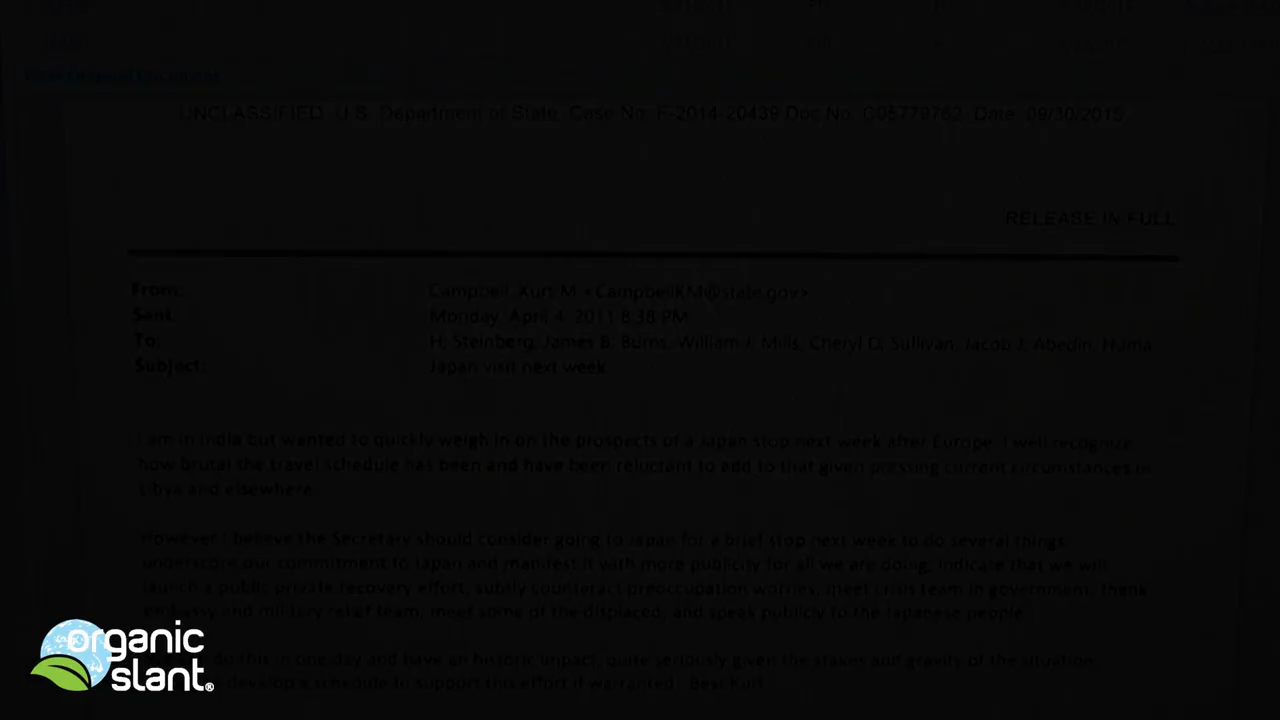 View Original Document
UNCLASSIFIED U.S. Department of State Case No. F-2014-20439 Doc No. C05779762 Date: 09/30/2015
RELEASE IN FULL
From: Campbell, Kurt M <CampbellKM@state.gov>
Sent: Monday, April 4, 2011 8:38 PM
To: H; Steinberg, James B; Burns, William J; Mills, Cheryl D; Sullivan, Jacob J; Abedin, Huma
Subject: Japan visit next week
I am in India but wanted to quickly weigh in on the prospects of a Japan stop next week after Europe. I well recognize
how brutal the travel schedule has been and have been reluctant to add to that given pressing current circumstances in
Libya and elsewhere.
However I believe the Secretary should consider going to Japan for a brief stop next week to do several things:
underscore our commitment to Japan and manifest it with more publicity for all we are doing, indicate that we will
launch a public private recovery effort, subtly counteract preoccupation worries, meet crisis team in government, thank
embassy and military relief team, meet some of the displaced, and speak publicly to the Japanese people.
do this in one day and have an historic impact, quite seriously given the stakes and gravity of the situation.
develop a schedule to support this effort if warranted. Best Kurt
organic
slant®